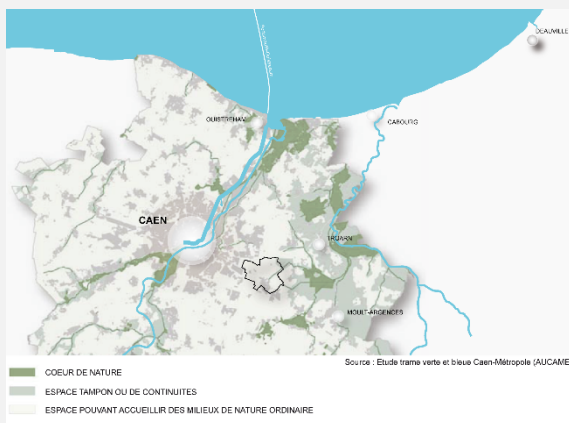 DEAUVILLE
OUISTREHAM
CABOURG
CAEN
TROARN
MOULT-ARGENCES
Source : Etude trame verte et bleue Caen-Métropole (AUCAME
COEUR DE NATURE
ESPACE TAMPON OU DE CONTINUITES
ESPACE POUVANT ACCUEILLIR DES MILIEUX DE NATURE ORDINAIRE